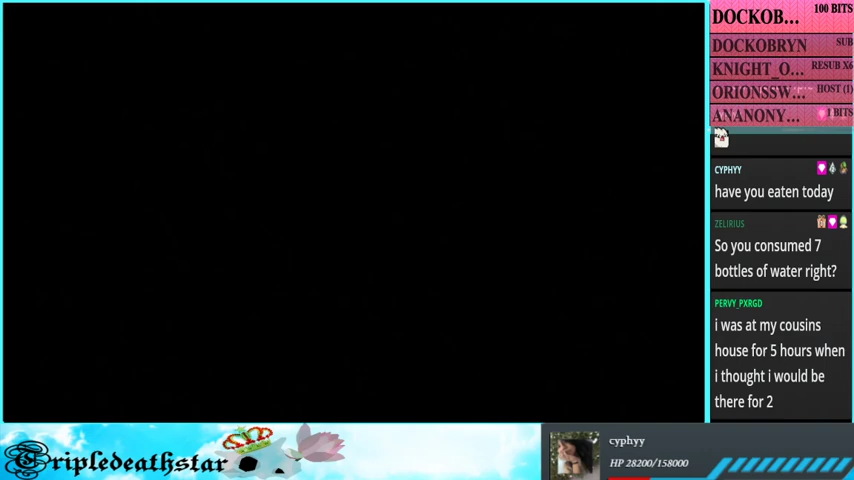 DOCKOB... 100 BITS
DOCKOBRYN SUB
KNIGHT_O... RESUB X6
ORIONSSW... HOST (1)
ANANONY... 1 BITS
CYPHYY
have you eaten today
ZELIRIUS
So you consumed 7
bottles of water right?
PERVY_PXRGD
i was at my cousins
house for 5 hours when
i thought i would be
there for 2
Tripledeathstar
cyphyy
HP 28200/158000